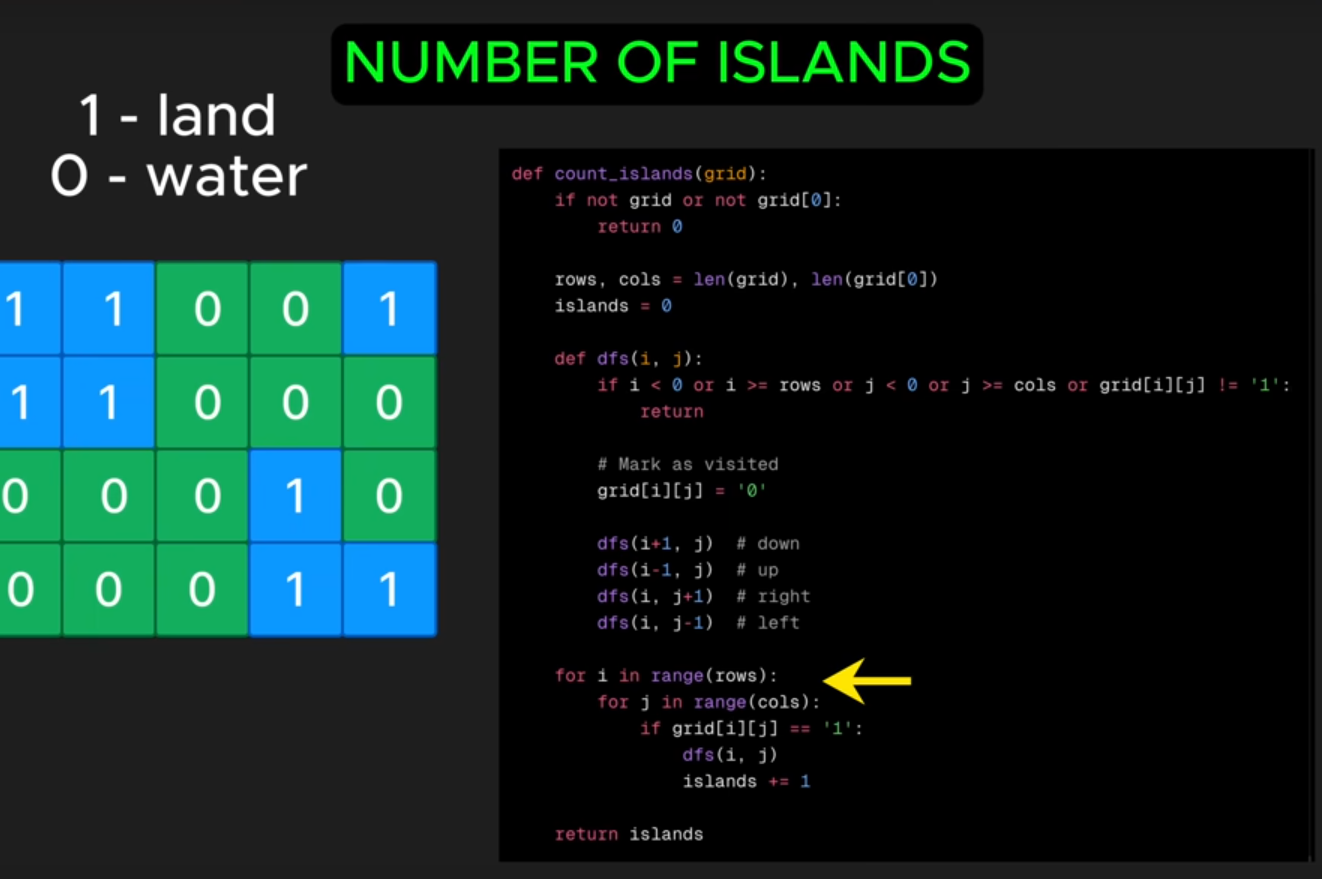 NUMBER OF ISLANDS
1 - land
0 - water
1 1 0 0 1
1 1 0 0 0
0 0 0 1 0
0 0 0 1 1
def count_islands(grid):
    if not grid or not grid[0]:
        return 0

    rows, cols = len(grid), len(grid[0])
    islands = 0

    def dfs(i, j):
        if i < 0 or i >= rows or j < 0 or j >= cols or grid[i][j] != '1':
            return

        # Mark as visited
        grid[i][j] = '0'

        dfs(i+1, j)  # down
        dfs(i-1, j)  # up
        dfs(i, j+1)  # right
        dfs(i, j-1)  # left

    for i in range(rows):
        for j in range(cols):
            if grid[i][j] == '1':
                dfs(i, j)
                islands += 1

    return islands